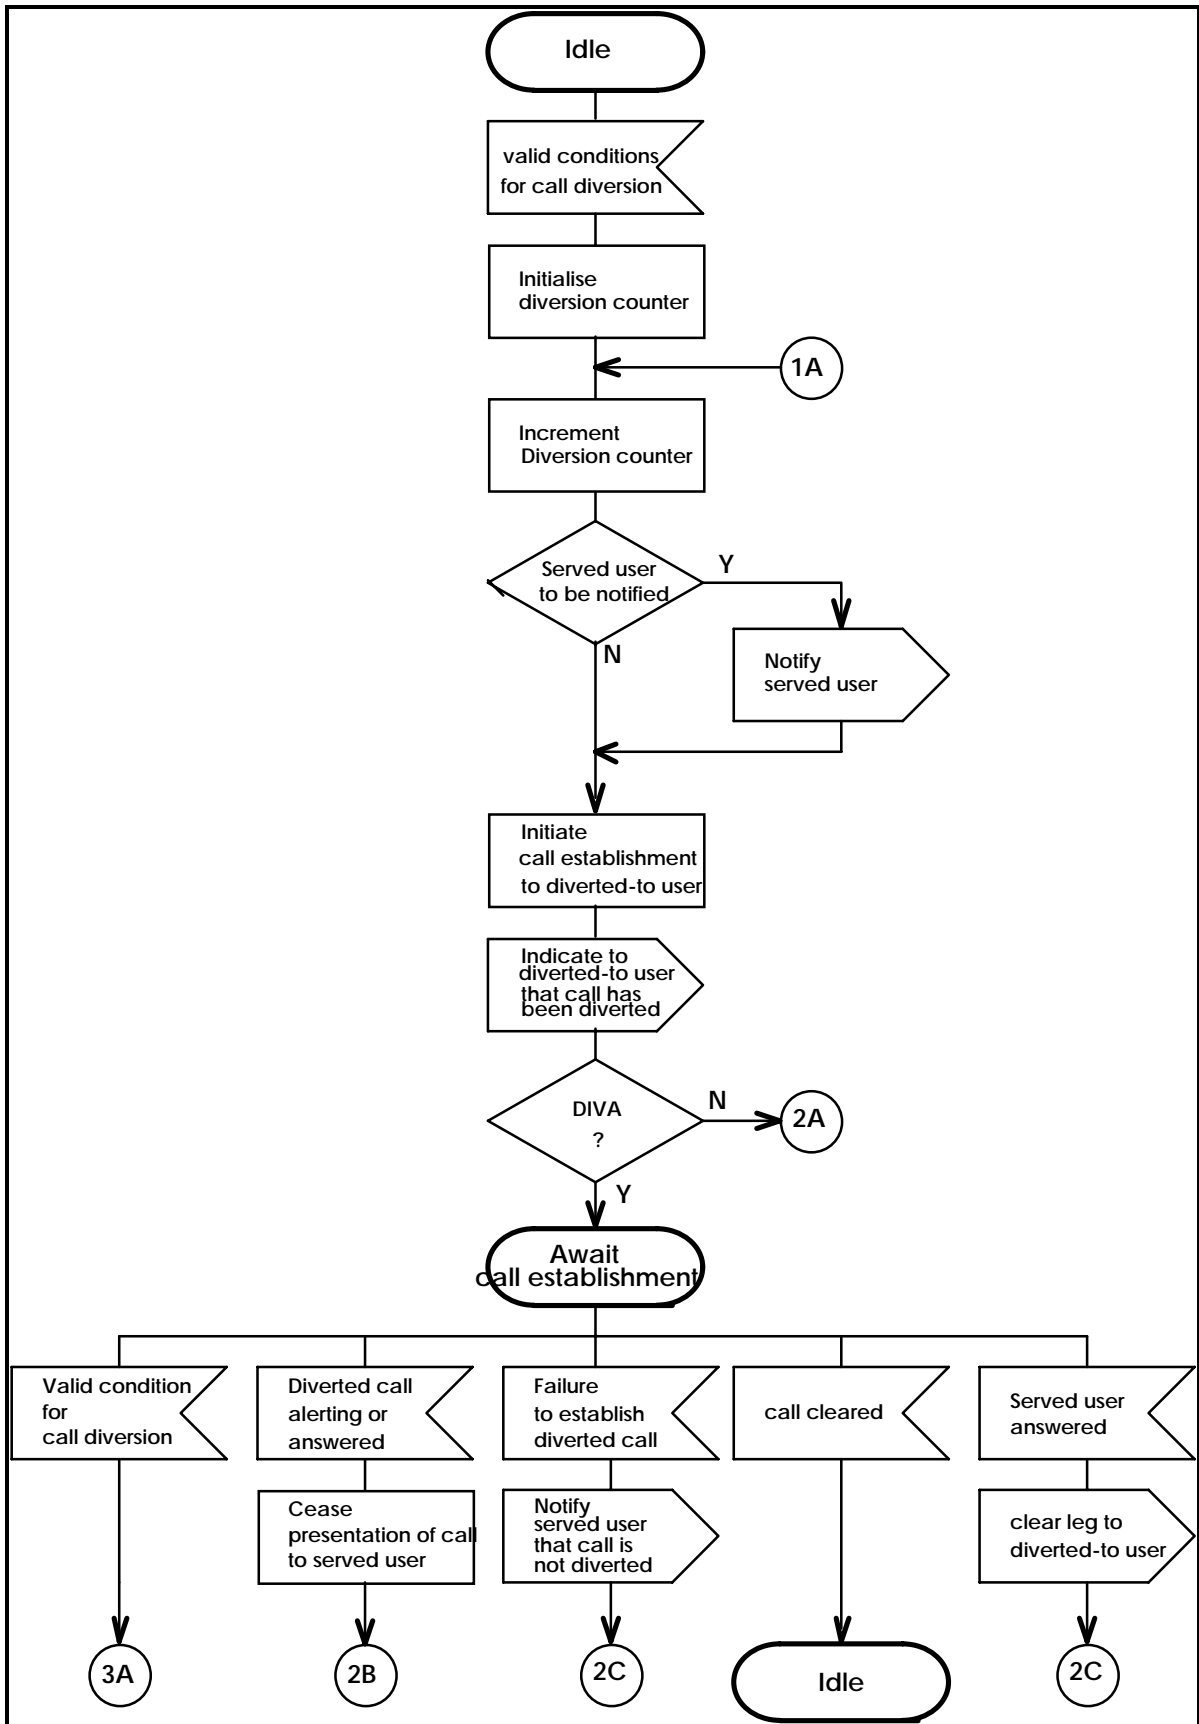 Idle
valid conditions
for call diversion
Initialise
diversion counter
1A
Increment
Diversion counter
Served user
to be notified
Y
N
Notify
served user
Initiate
call establishment
to diverted-to user
Indicate to
diverted-to user
that call has
been diverted
DIVA
?
N
2A
Y
Await
call establishment
Valid condition
for
call diversion
Diverted call
alerting or
answered
Failure
to establish
diverted call
call cleared
Served user
answered
Cease
presentation of call
to served user
Notify
served user
that call is
not diverted
clear leg to
diverted-to user
3A
2B
2C
Idle
2C